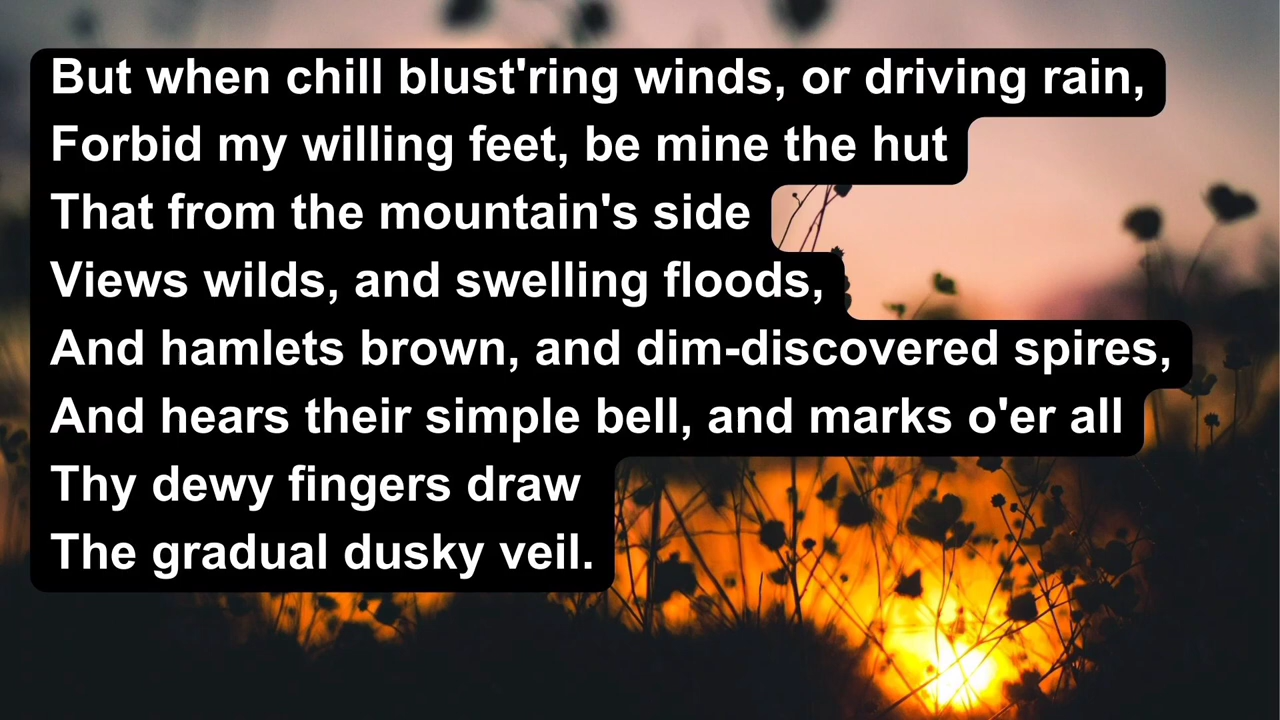 But when chill blust'ring winds, or driving rain,
Forbid my willing feet, be mine the hut
That from the mountain's side
Views wilds, and swelling floods,
And hamlets brown, and dim-discovered spires,
And hears their simple bell, and marks o'er all
Thy dewy fingers draw
The gradual dusky veil.